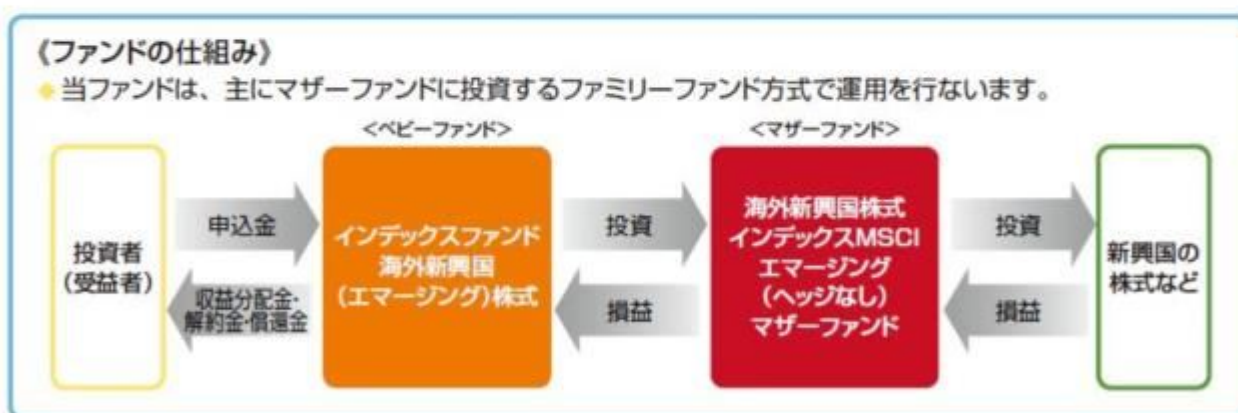 《ファンドの仕組み》
◆当ファンドは、主にマザーファンドに投資するファミリーファンド方式で運用を行ないます。
<ベビーファンド>
<マザーファンド>
投資者
(受益者)
申込金
収益分配金・
解約金・償還金
インデックスファンド
海外新興国
(エマージング)株式
投資
損益
海外新興国株式
インデックスMSCI
エマージング
(ヘッジなし)
マザーファンド
投資
損益
新興国の
株式など